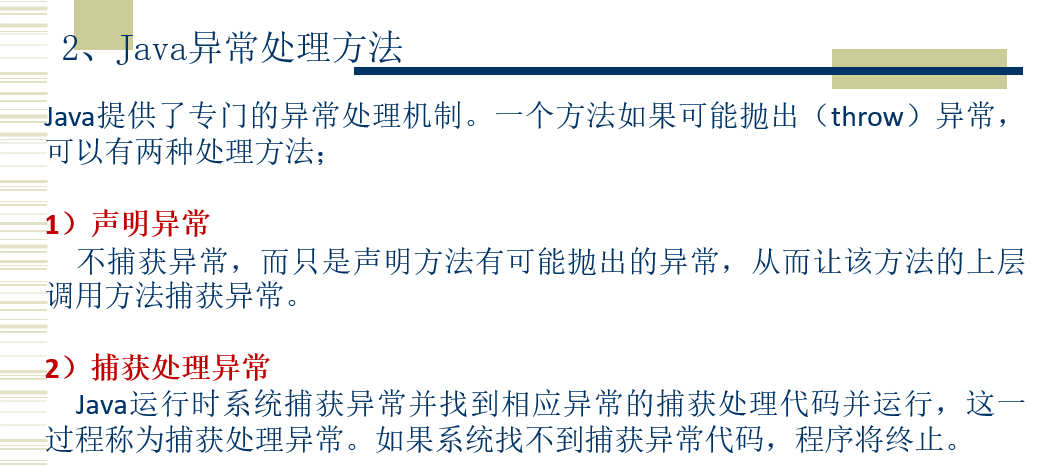 2、Java异常处理方法
Java提供了专门的异常处理机制。一个方法如果可能抛出（throw）异常，
可以有两种处理方法；
1）声明异常
不捕获异常，而只是声明方法有可能抛出的异常，从而让该方法的上层
调用方法捕获异常。
2）捕获处理异常
Java运行时系统捕获异常并找到相应异常的捕获处理代码并运行，这一
过程称为捕获处理异常。如果系统找不到捕获异常代码，程序将终止。